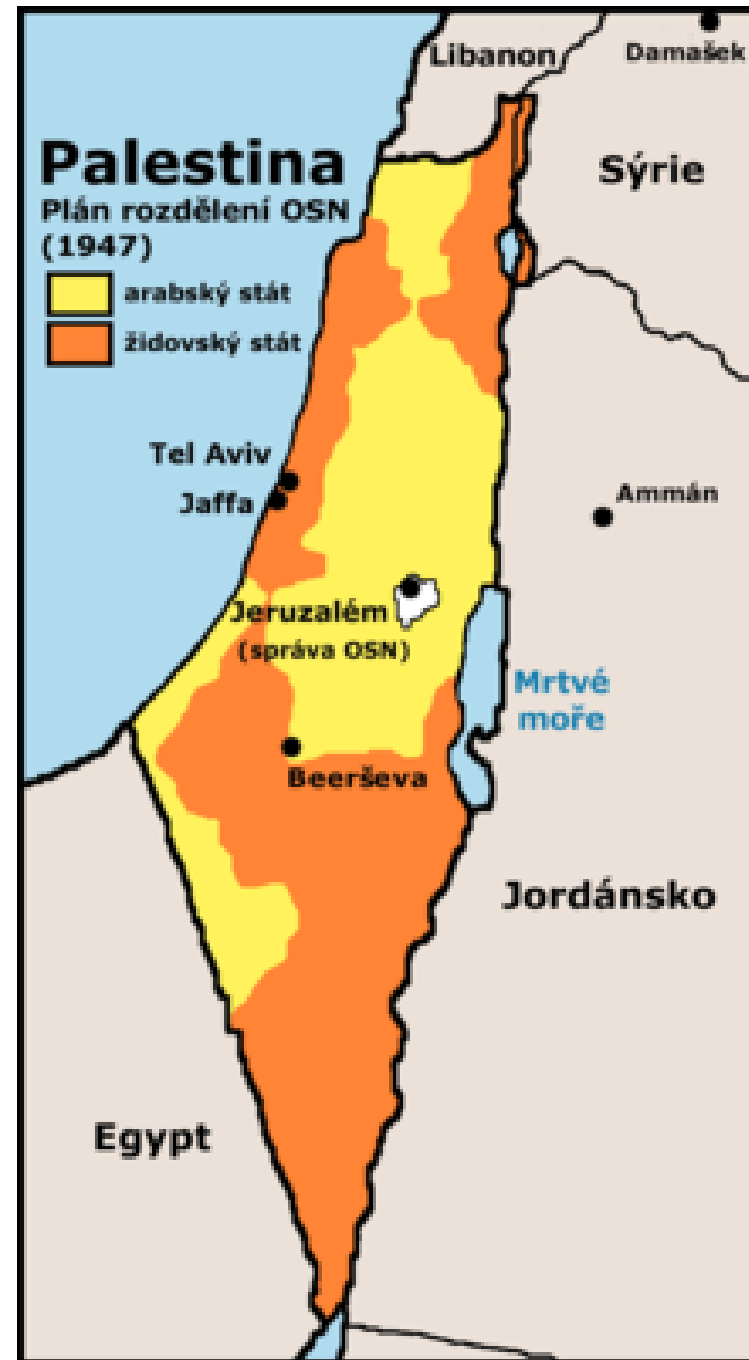 Libanon
Damašek
Palestina
Plán rozdělení OSN
(1947)
arabský stát
židovský stát
Sýrie
Tel Aviv
Jaffa
Ammán
Jeruzalém
(správa OSN)
Mrtvé
moře
Beerševa
Jordánsko
Egypt